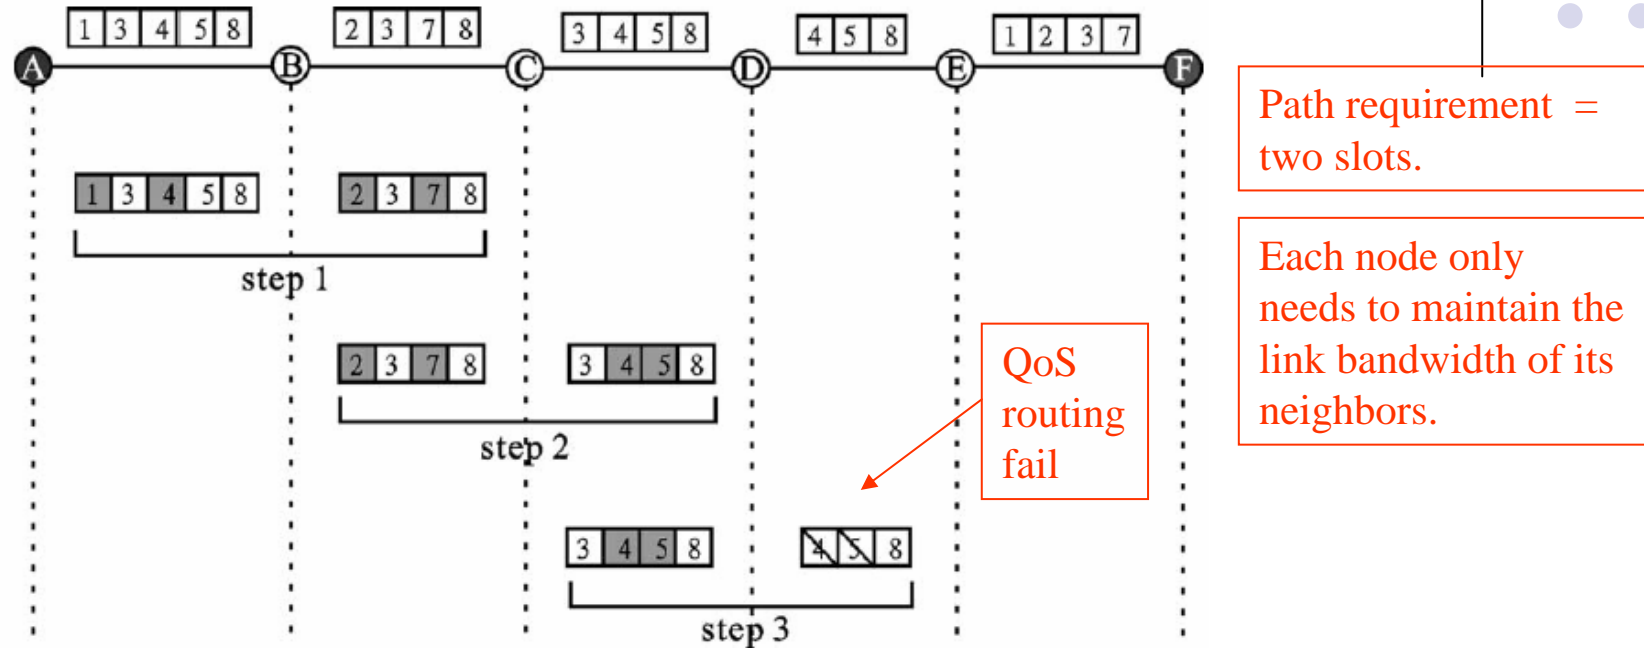 1 3 4 5 8
2 3 7 8
3 4 5 8
4 5 8
1 2 3 7
A B C D E F
Path requirement =
two slots.
1 3 4 5 8
2 3 7 8
step 1
Each node only
needs to maintain the
link bandwidth of its
neighbors.
2 3 7 8
3 4 5 8
step 2
QoS
routing
fail
3 4 5 8
4 5 8
step 3